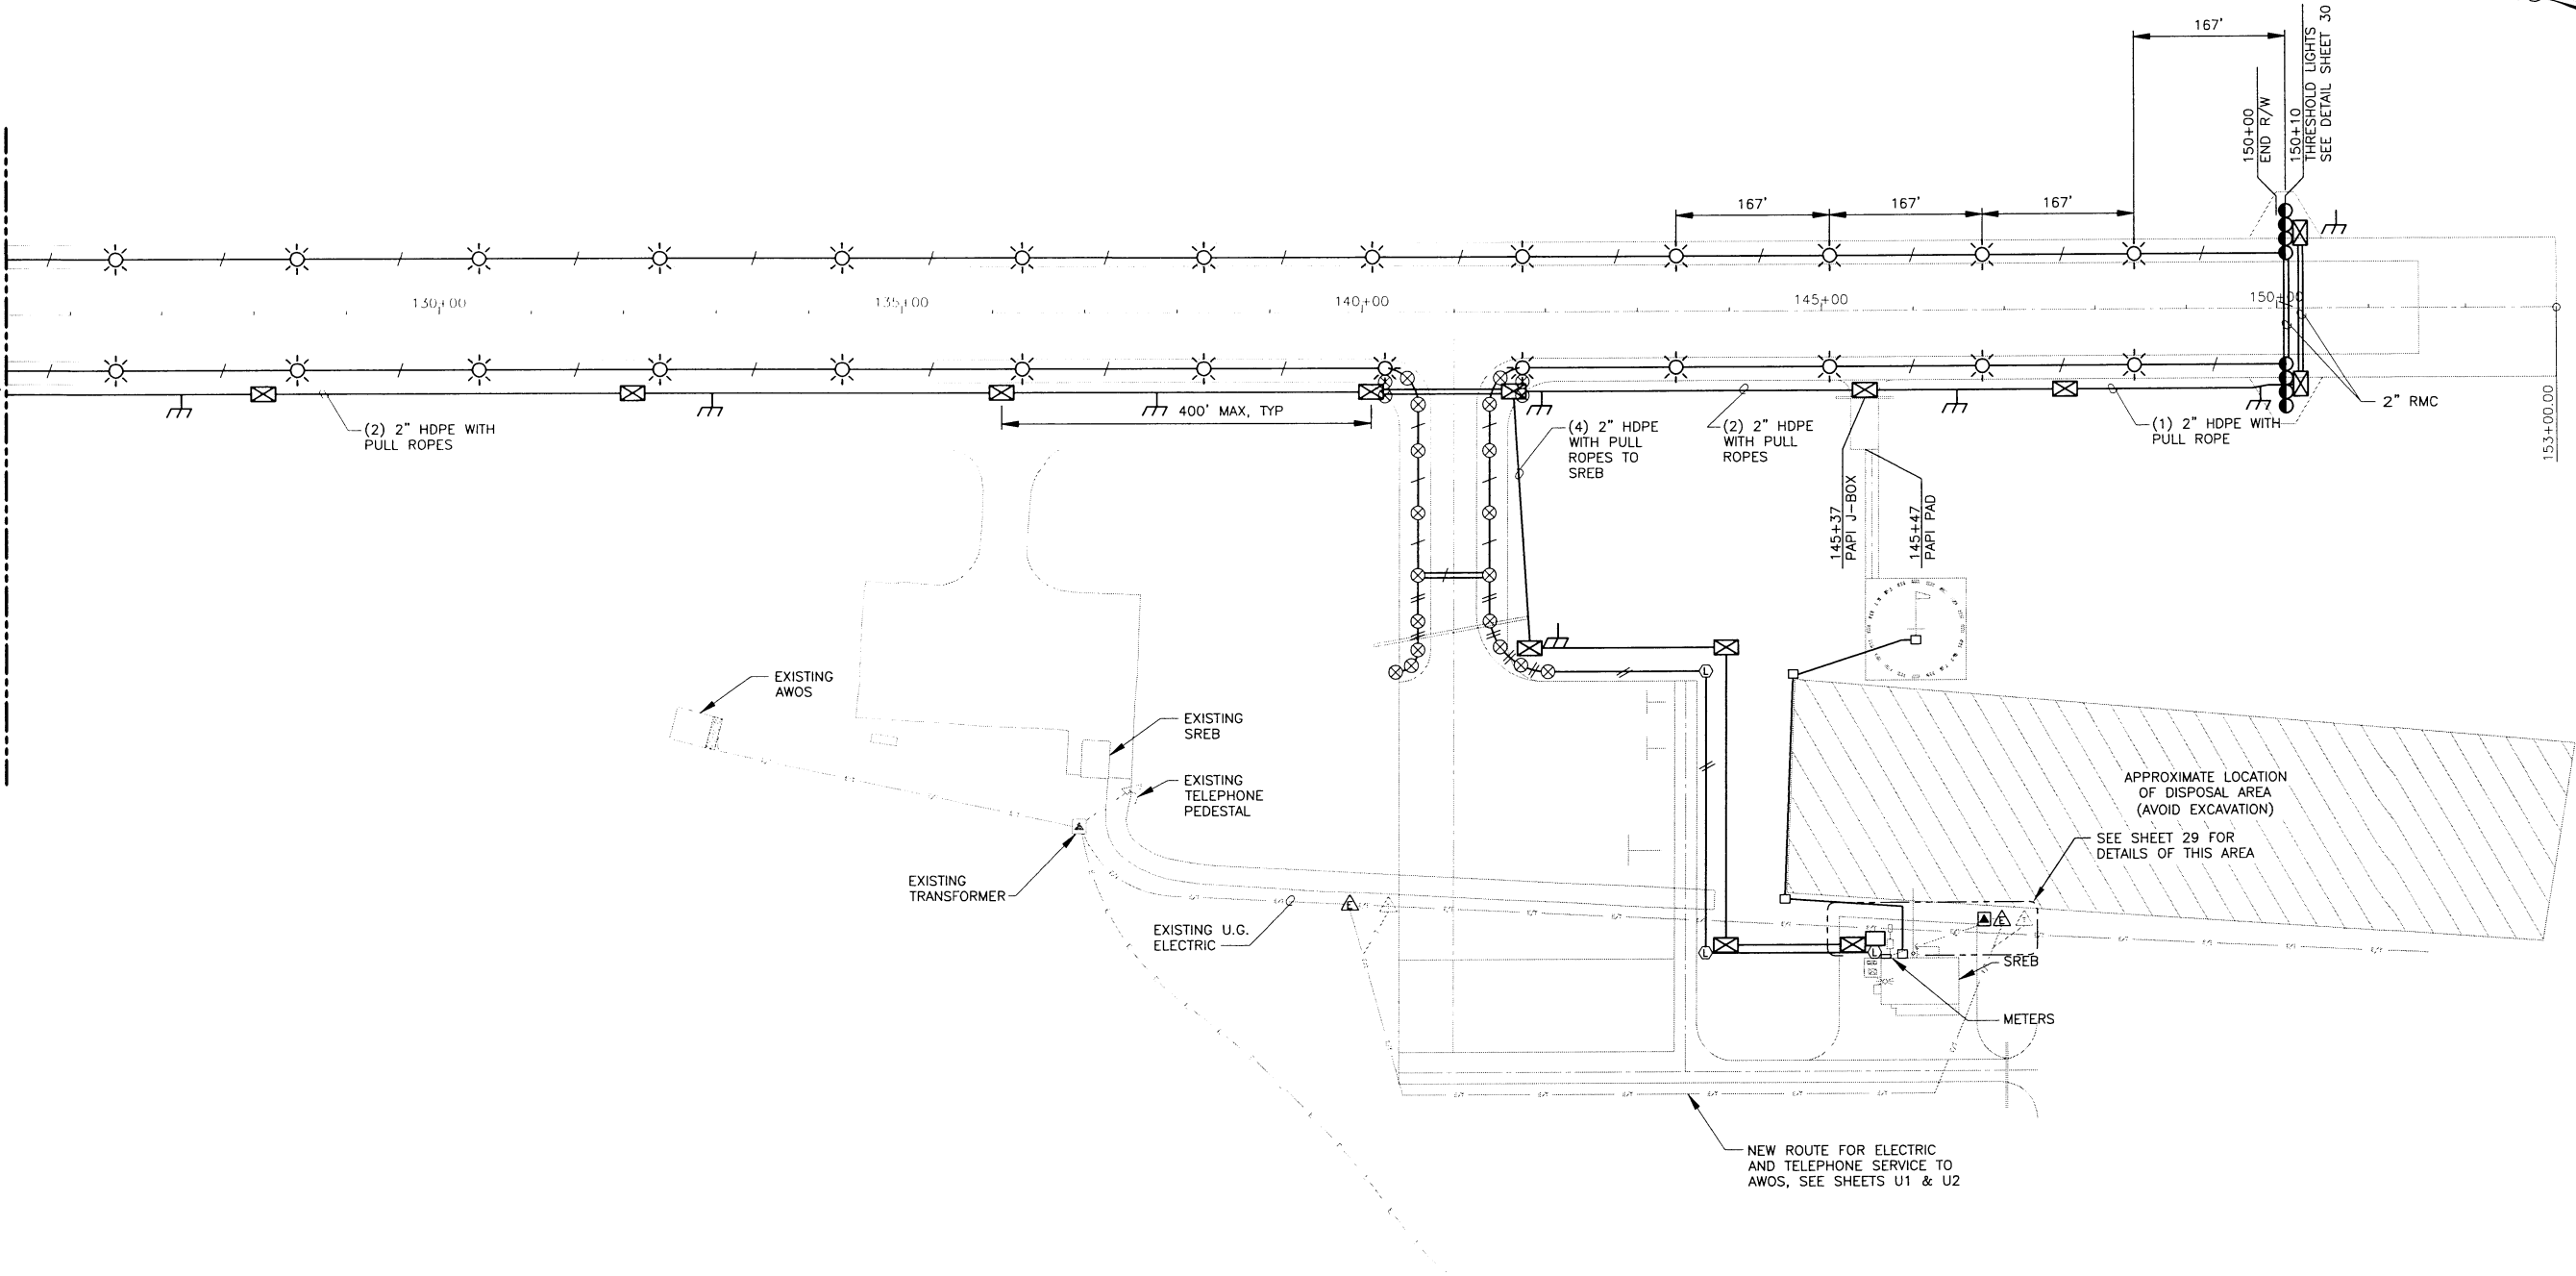 167'
150+00
END R/W
150+10
THRESHOLD LIGHTS
SEE DETAIL SHEET 30
167'
167'
167'
130+00
135+00
140+00
145+00
150+00
400' MAX, TYP
(2) 2" HDPE WITH
PULL ROPES
(4) 2" HDPE
WITH PULL
ROPES TO
SREB
(2) 2" HDPE
WITH PULL
ROPES
(1) 2" HDPE WITH
PULL ROPE
2" RMC
153+00.00
145+37
PAPI J-BOX
145+47
PAPI PAD
EXISTING
AWOS
EXISTING
SREB
EXISTING
TELEPHONE
PEDESTAL
EXISTING
TRANSFORMER
EXISTING U.G.
ELECTRIC
L
L
L
E
E
APPROXIMATE LOCATION
OF DISPOSAL AREA
(AVOID EXCAVATION)
SEE SHEET 29 FOR
DETAILS OF THIS AREA
SREB
METERS
NEW ROUTE FOR ELECTRIC
AND TELEPHONE SERVICE TO
AWOS, SEE SHEETS U1 & U2